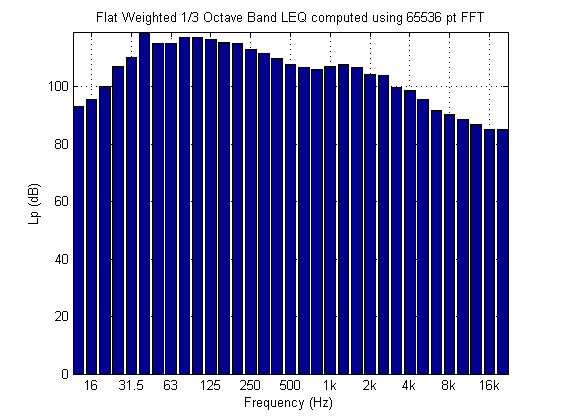 Flat Weighted 1/3 Octave Band LEQ computed using 65536 pt FFT
100
80
60
40
20
0
Lp (dB)
16 31.5 63 125 250 500 1k 2k 4k 8k 16k
Frequency (Hz)